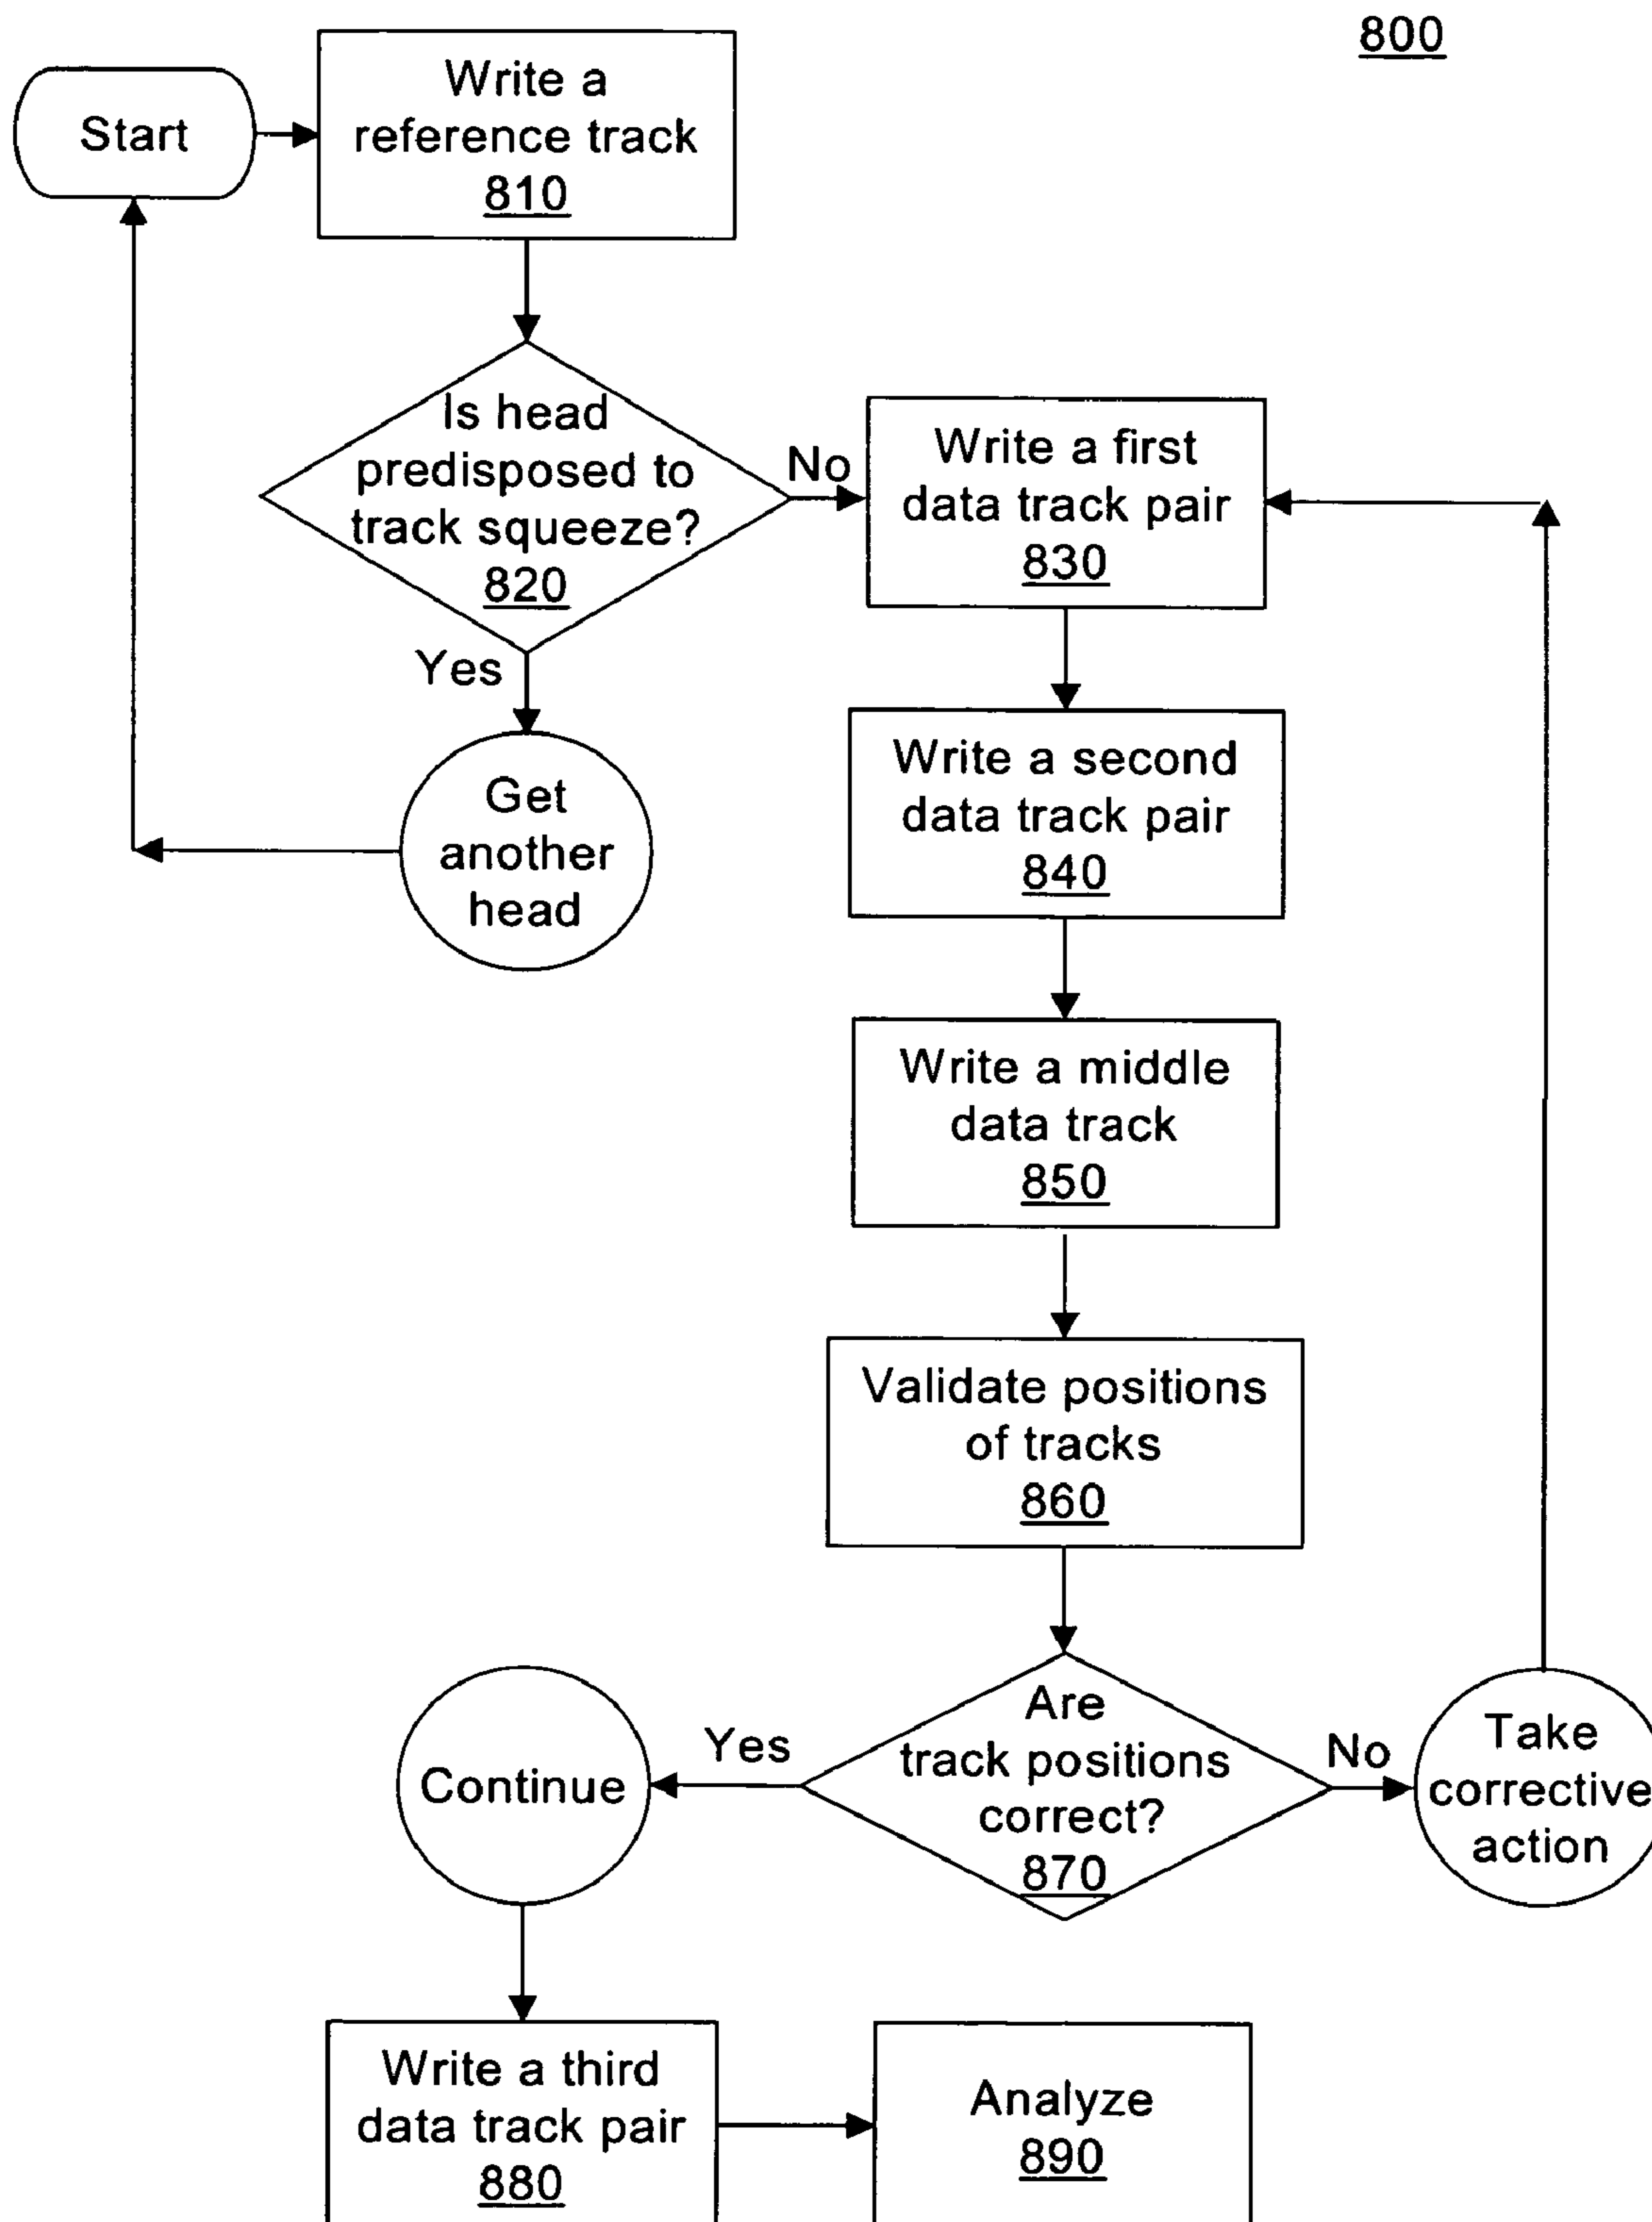 800
Start
Write a
reference track
810
Is head
predisposed to
track squeeze?
820
No
Yes
Get
another
head
Write a first
data track pair
830
Write a second
data track pair
840
Write a middle
data track
850
Validate positions
of tracks
860
Are
track positions
correct?
870
Yes
No
Take
corrective
action
Continue
Write a third
data track pair
880
Analyze
890